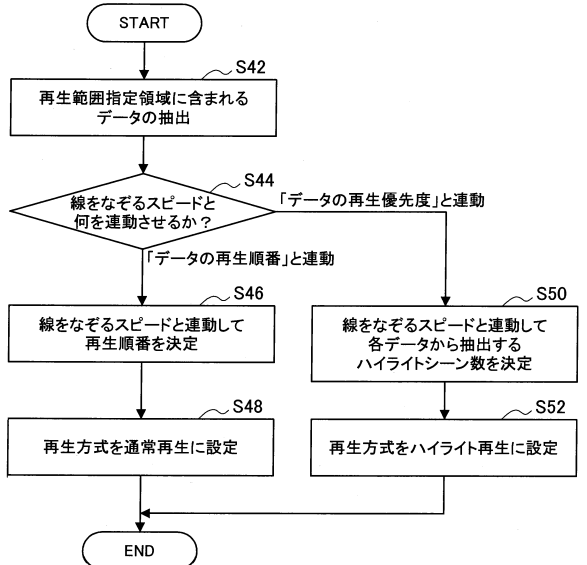 START
S42
再生範囲指定領域に含まれる
データの抽出
S44
線をなぞるスピードと
何を連動させるか？
「データの再生優先度」と連動
「データの再生順番」と連動
S46
線をなぞるスピードと連動して
再生順番を決定
S50
線をなぞるスピードと連動して
各データから抽出する
ハイライトシーン数を決定
S48
再生方式を通常再生に設定
S52
再生方式をハイライト再生に設定
END